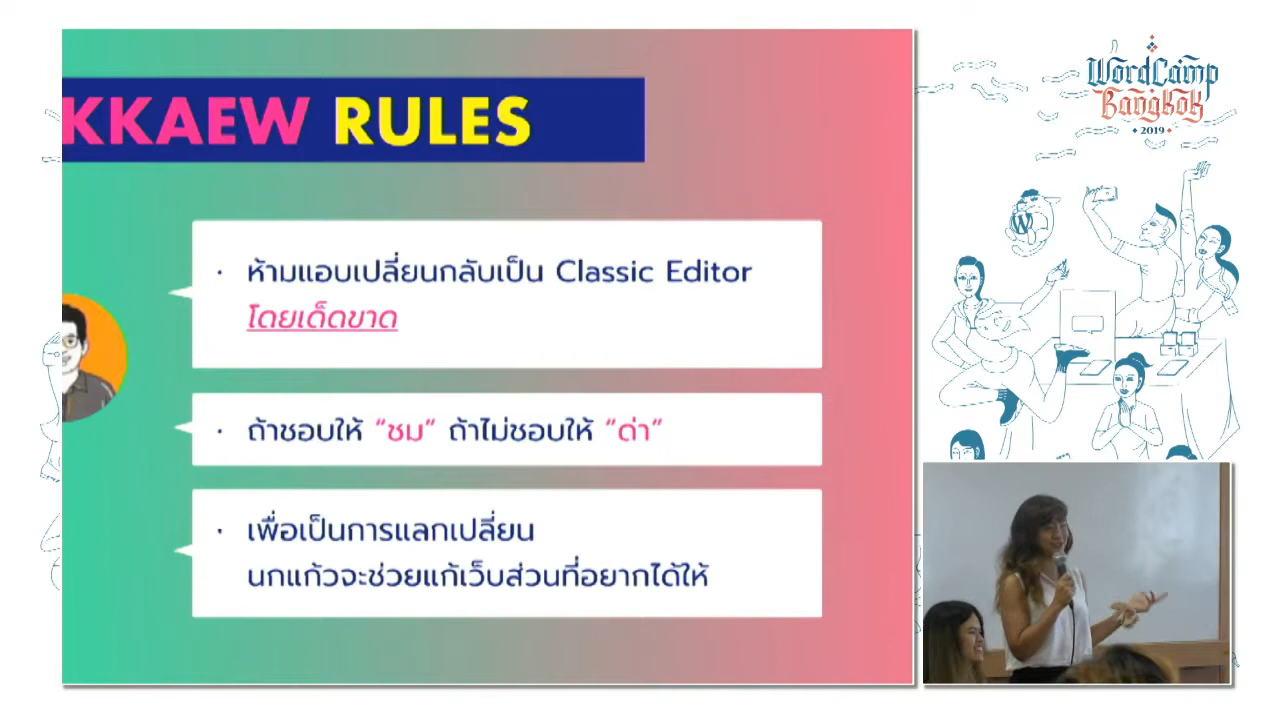 KKAEW RULES
· ห้ามแอบเปลี่ยนกลับเป็น Classic Editor
โดยเด็ดขาด
· ถ้าชอบให้ “ชม” ถ้าไม่ชอบให้ “ด่า”
· เพื่อเป็นการแลกเปลี่ยน
นกแก้วจะช่วยแก้เว็บส่วนที่อยากได้ให้
WordCamp
Bangkok
2019